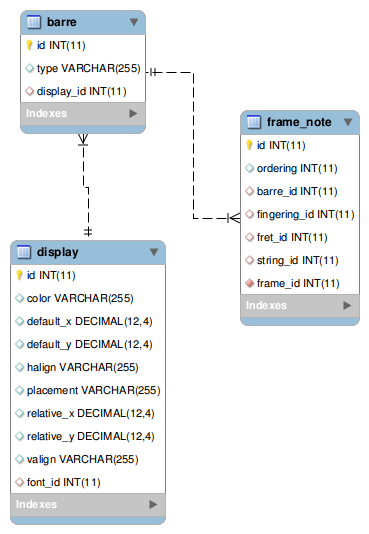 barre
id INT(11)
type VARCHAR(255)
display_id INT(11)
Indexes
frame_note
id INT(11)
ordering INT(11)
barre_id INT(11)
fingering_id INT(11)
fret_id INT(11)
string_id INT(11)
frame_id INT(11)
Indexes
display
id INT(11)
color VARCHAR(255)
default_x DECIMAL(12,4)
default_y DECIMAL(12,4)
halign VARCHAR(255)
placement VARCHAR(255)
relative_x DECIMAL(12,4)
relative_y DECIMAL(12,4)
valign VARCHAR(255)
font_id INT(11)
Indexes